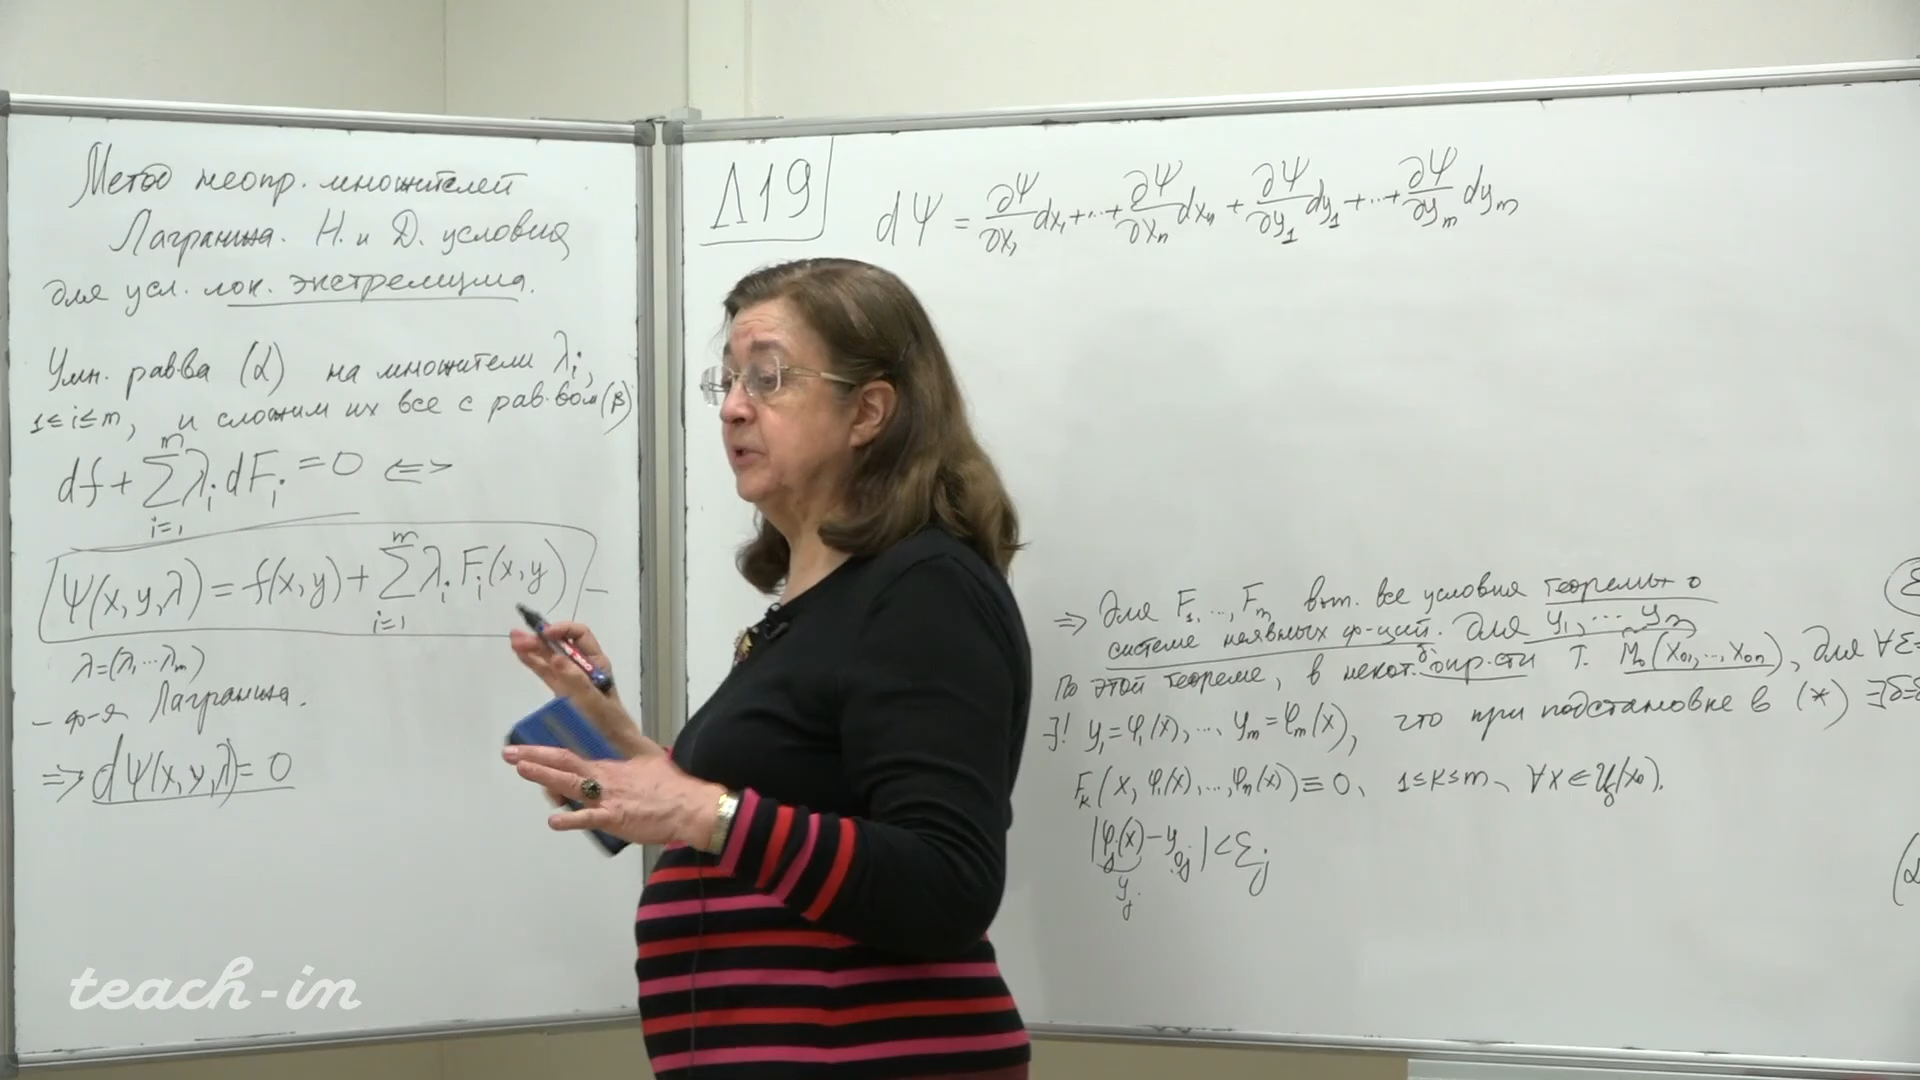 Метод неопр. множителей
Лагранжа. Н. и Д. условия
для усл. лок. экстремума.
Умн. рав-ва (α) на множители λi,
1≤i≤m, и сложим их все с рав-вом (β)
df + ∑ λi dFi = 0 <=>
m
i=1
Ψ(x, y, λ) = f(x, y) + ∑ λi Fi(x, y) –
m
i=1
λ=(λ1...λm)
– ф-я Лагранжа.
=> dΨ(x, y, λ) = 0
Л19
dΨ = ∂Ψ/∂x1 dx1 +...+ ∂Ψ/∂xn dxn + ∂Ψ/∂y1 dy1 +...+ ∂Ψ/∂ym dym
=> Для F1,...,Fm вып. все условия теоремы о
системе неявных ф-ций. Для y1,... ym
По этой теореме, в некот. δ окр-сти т. M0(x01,...,x0n), для ∀ε=
∃! y1=φ1(x),..., ym=φm(x), что при подстановке в (*) ∃δ=δ
Fk(x, φ1(x),...,φm(x))≡0, 1≤k≤m, ∀x∈Uδ(x0).
|φj(x) – y0j| < εj
yj
(α
teach-in